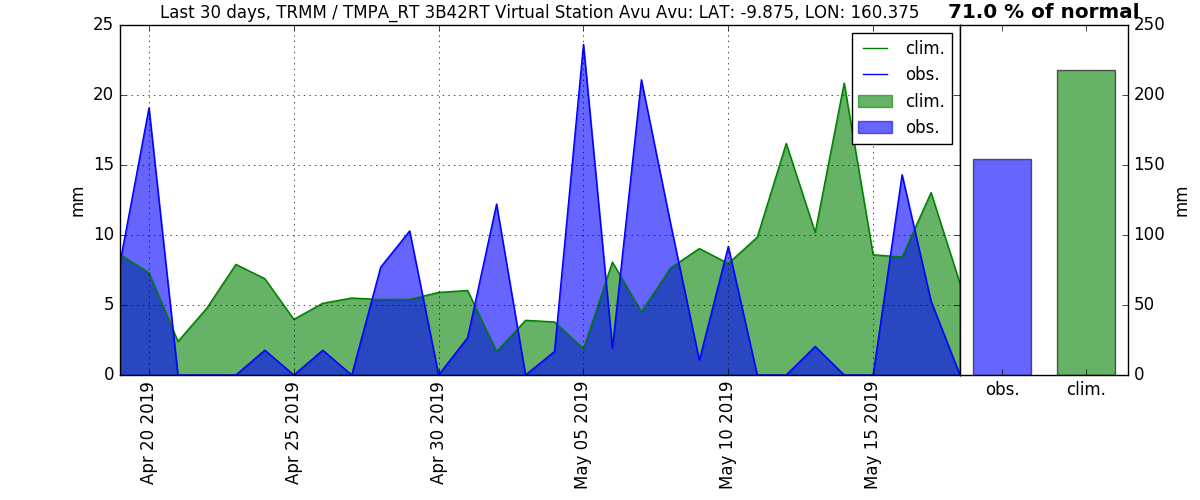 Last 30 days, TRMM / TMPA_RT 3B42RT Virtual Station Avu Avu: LAT: -9.875, LON: 160.375
71.0 % of normal
25
20
15
10
5
0
mm
clim.
obs.
clim.
obs.
250
200
150
100
50
0
mm
Apr 20 2019
Apr 25 2019
Apr 30 2019
May 05 2019
May 10 2019
May 15 2019
obs.
clim.